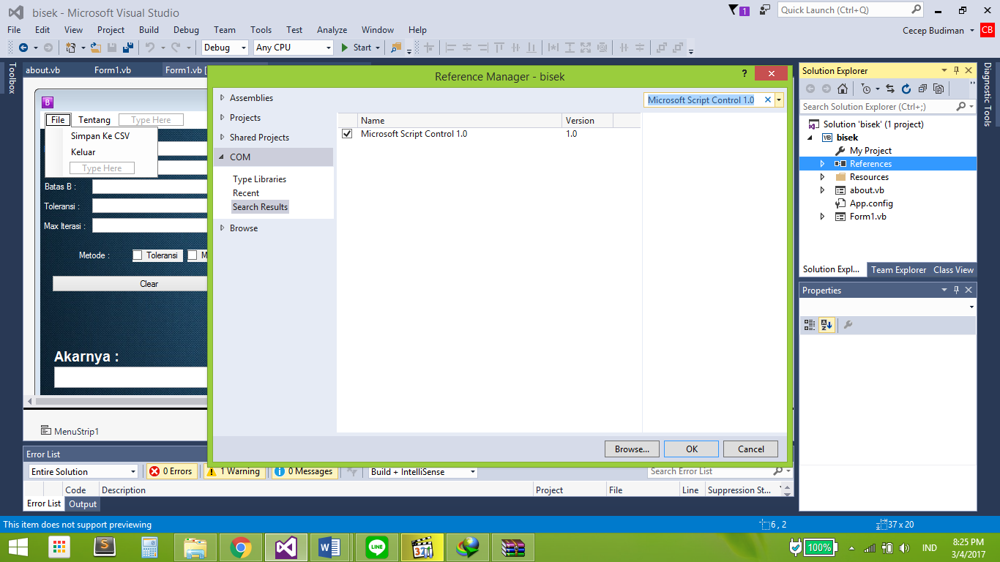 bisek - Microsoft Visual Studio
1
Quick Launch (Ctrl+Q)
File Edit View Project Build Debug Team Tools Test Analyze Window Help
Cecep Budiman CB
Debug Any CPU Start
Toolbox
about.vb Form1.vb Form1.vb [
Reference Manager - bisek
?
Assemblies
Projects
Shared Projects
COM
Type Libraries
Recent
Search Results
Browse
Microsoft Script Control 1.0
Name Version
Microsoft Script Control 1.0 1.0
Browse... OK Cancel
B
File Tentang Type Here
Simpan Ke CSV
Keluar
Type Here
Batas B :
Toleransi :
Max Iterasi :
Metode : Toleransi M
Clear
Akarnya :
MenuStrip1
Solution Explorer
Search Solution Explorer (Ctrl+;)
Solution 'bisek' (1 project)
VB bisek
My Project
References
Resources
about.vb
App.config
Form1.vb
Solution Expl... Team Explorer Class View
Properties
Diagnostic Tools
Error List
Entire Solution 0 Errors 1 Warning 0 Messages Build + IntelliSense Search Error List
Code Description Project File Line Suppression St...
Error List Output
This item does not support previewing 6 , 2 37 x 20
100% IND 8:25 PM
3/4/2017